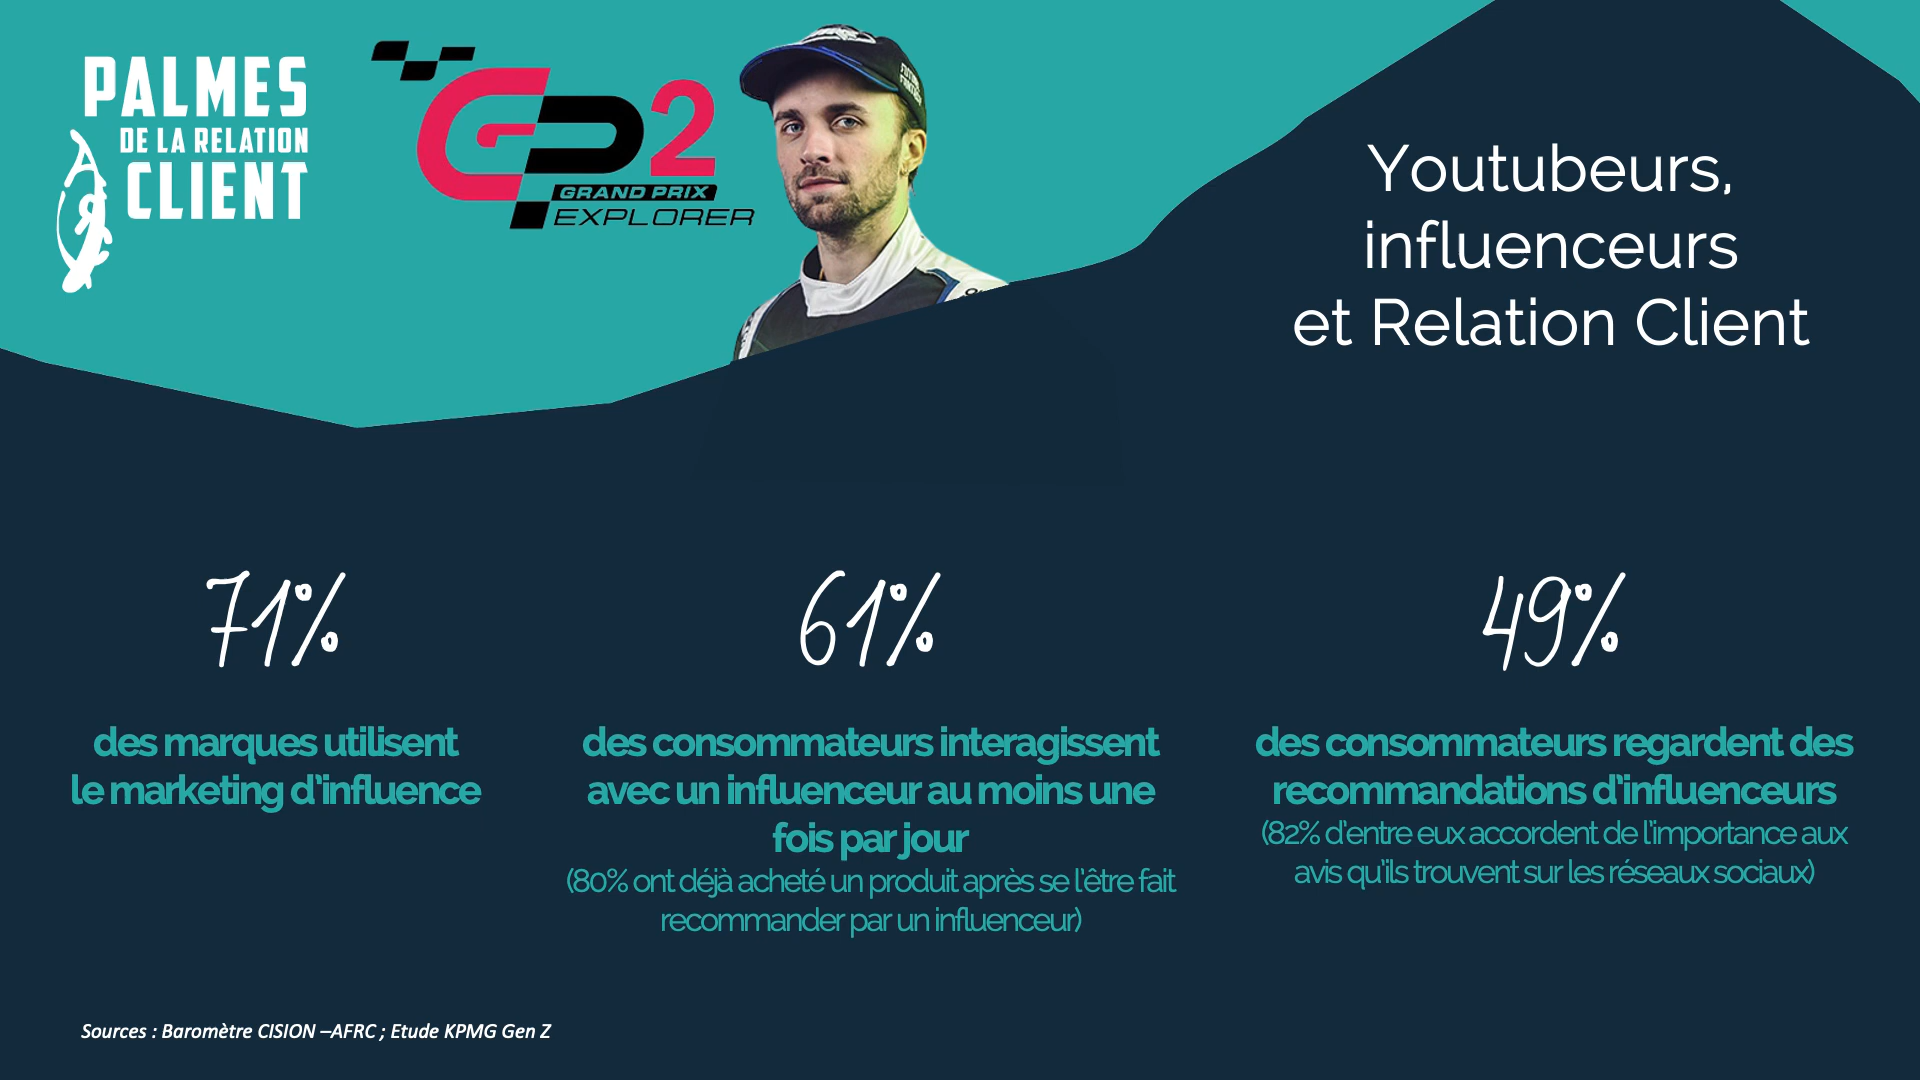 PALMES
DE LA RELATION
CLIENT
GP2
GRAND PRIX
EXPLORER
Youtubeurs,
influenceurs
et Relation Client
71%
des marques utilisent
le marketing d'influence
61%
des consommateurs interagissent
avec un influenceur au moins une
fois par jour
(80% ont déjà acheté un produit après se l'être fait
recommander par un influenceur)
49%
des consommateurs regardent des
recommandations d'influenceurs
(82% d'entre eux accordent de l'importance aux
avis qu'ils trouvent sur les réseaux sociaux)
Sources : Baromètre CISION –AFRC ; Etude KPMG Gen Z